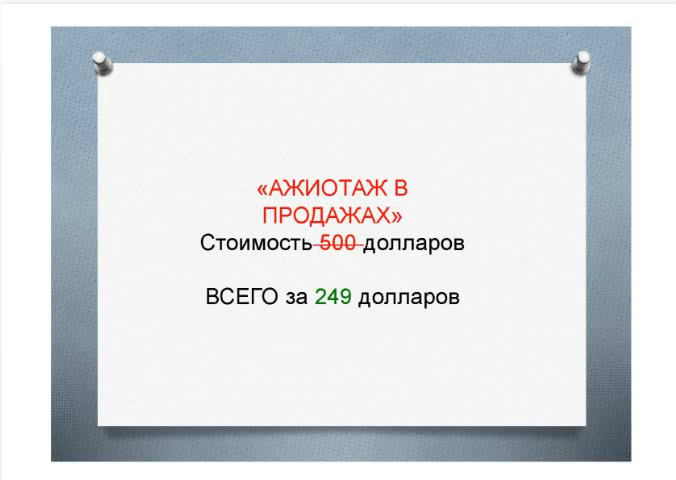 «АЖИОТАЖ В
ПРОДАЖАХ»
Стоимость 500 долларов
ВСЕГО за 249 долларов